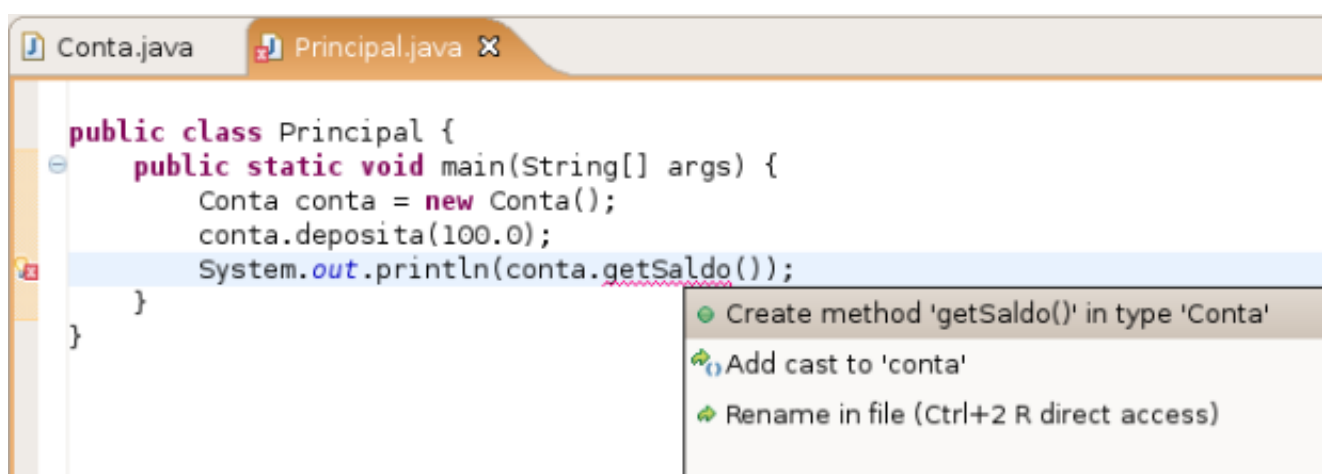 Conta.java
Principal.java
public class Principal {
public static void main(String[] args) {
Conta conta = new Conta();
conta.deposita(100.0);
System.out.println(conta.getSaldo());
}
}
Create method 'getSaldo()' in type 'Conta'
Add cast to 'conta'
Rename in file (Ctrl+2 R direct access)